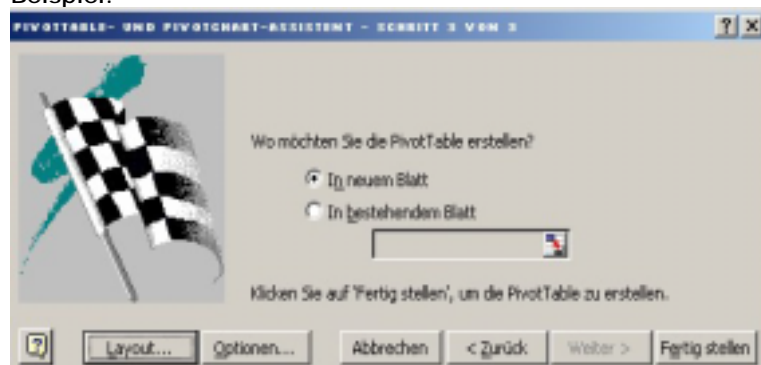 Beispiel:
PIVOTTABLE- UND PIVOTCHART-ASSISTENT - SCHRITT 3 VON 3
Wo möchten Sie die PivotTable erstellen?
In neuem Blatt
In bestehendem Blatt
Klicken Sie auf 'Fertig stellen', um die PivotTable zu erstellen.
Layout... Optionen... Abbrechen < Zurück Weiter > Fertig stellen